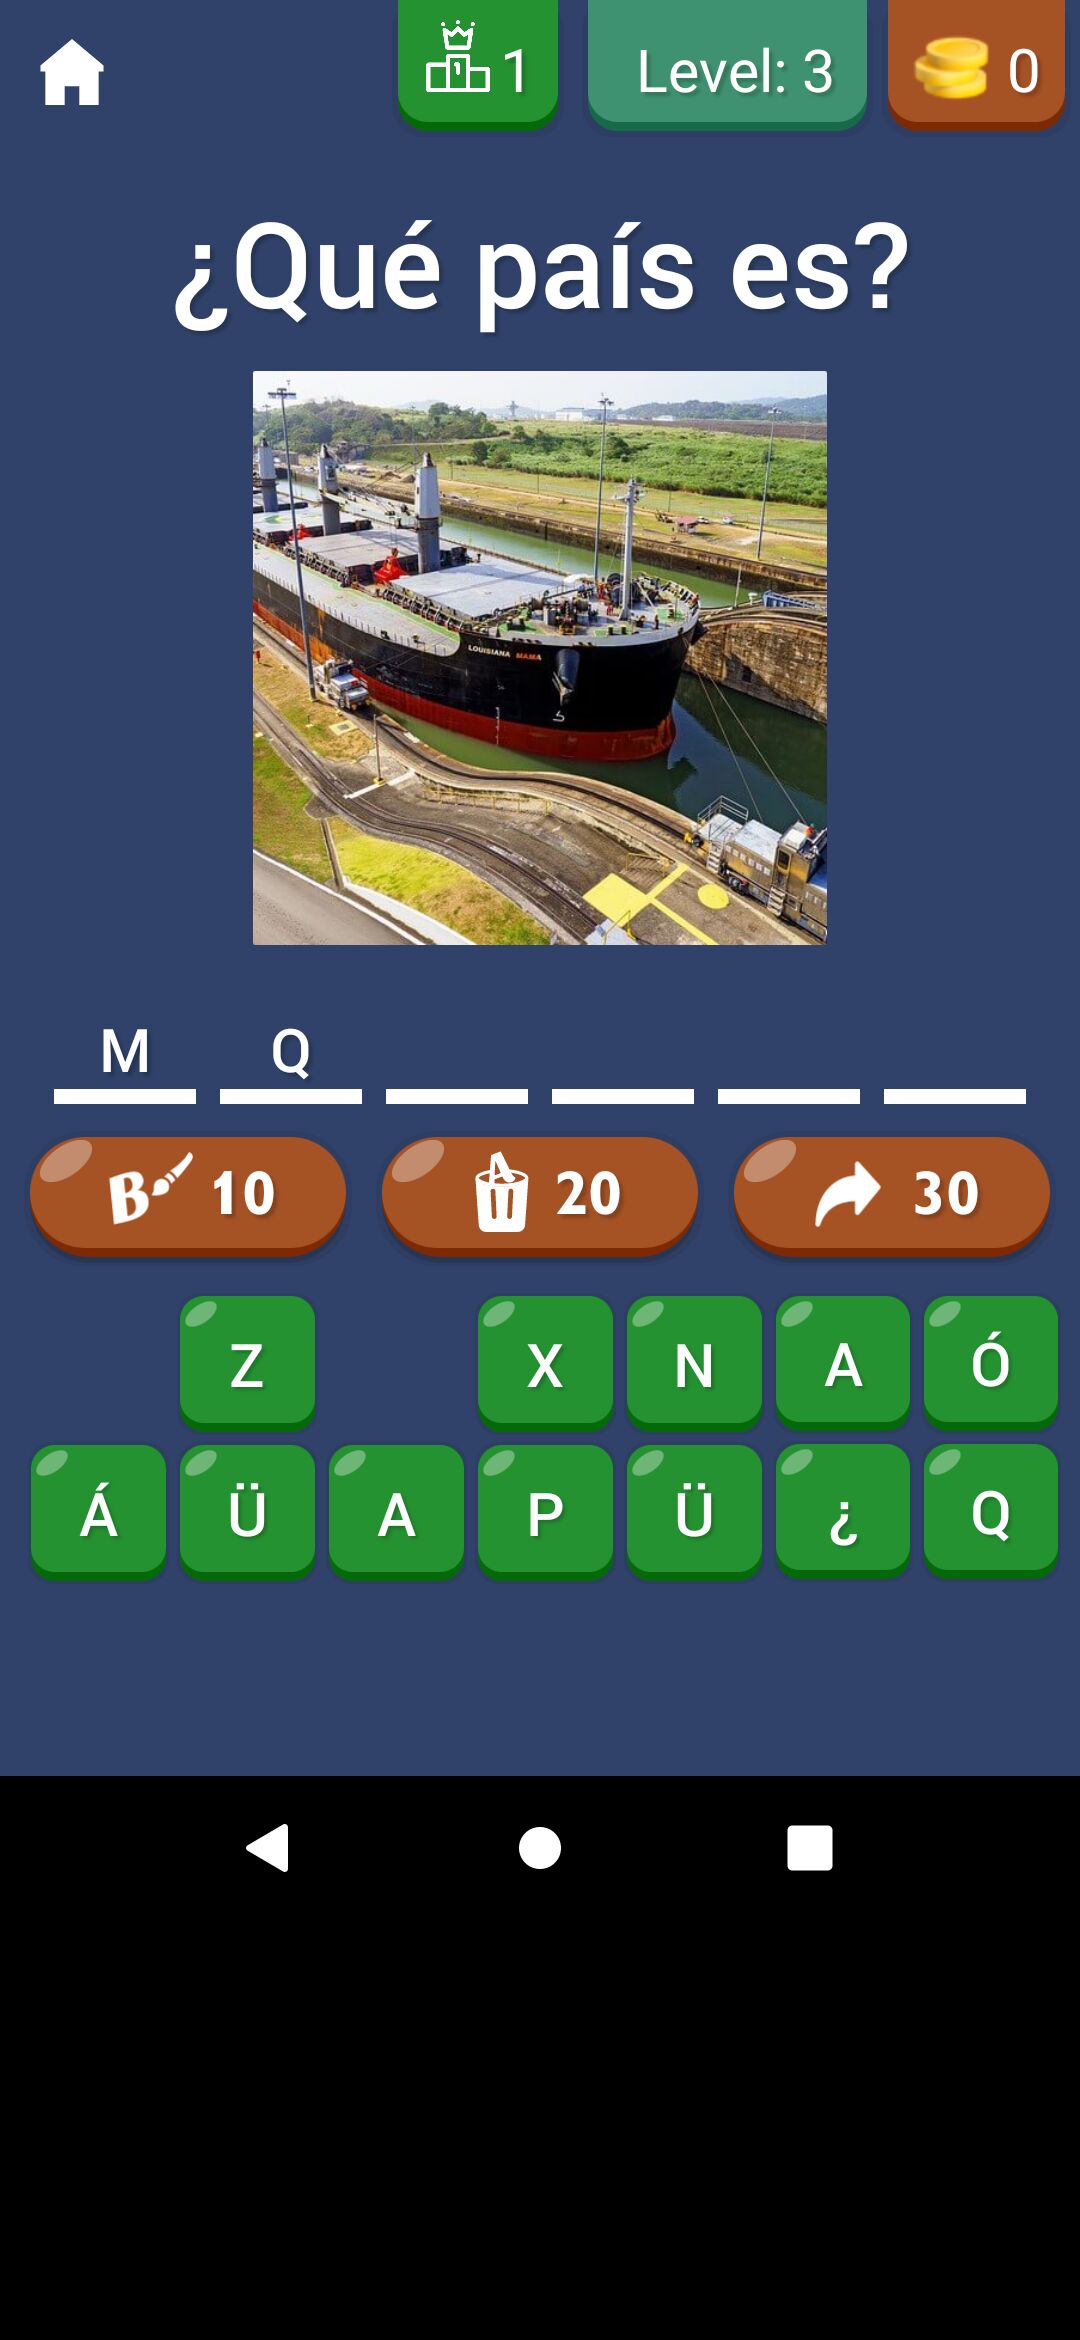 1 Level: 3 0
¿Qué país es?
LOUISIANA MAMA
M Q
B 10 20 30
Z X N A Ó
Á Ü A P Ü ¿ Q